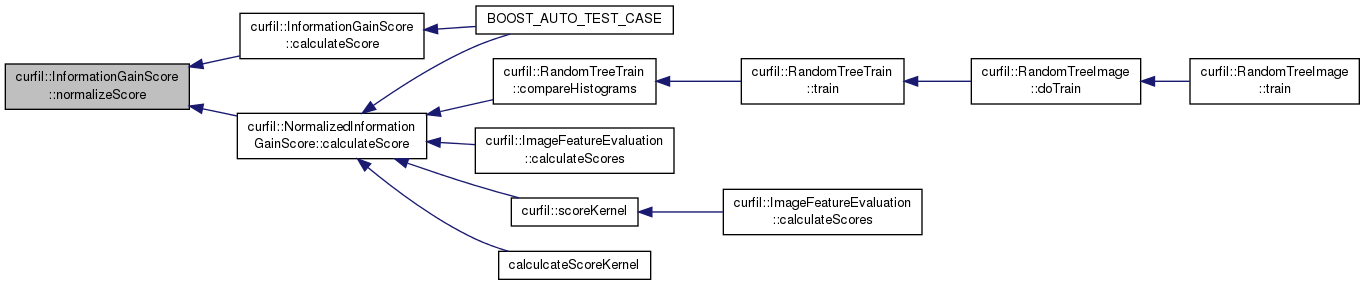 curfil::InformationGainScore
::normalizeScore
curfil::InformationGainScore
::calculateScore
curfil::NormalizedInformation
GainScore::calculateScore
BOOST_AUTO_TEST_CASE
curfil::RandomTreeTrain
::compareHistograms
curfil::RandomTreeTrain
::train
curfil::RandomTreeImage
::doTrain
curfil::RandomTreeImage
::train
curfil::ImageFeatureEvaluation
::calculateScores
curfil::scoreKernel
curfil::ImageFeatureEvaluation
::calculateScores
calculcateScoreKernel